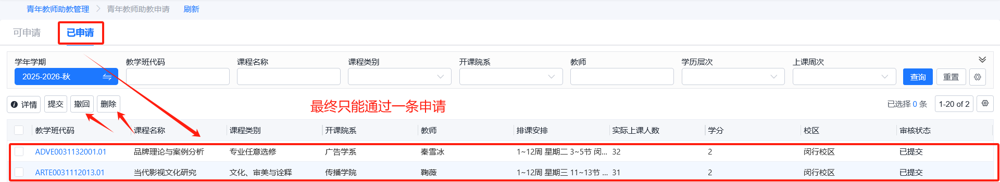 青年教师助教管理 > 青年教师助教申请 刷新
可申请 已申请
学年学期 教学班代码 课程名称 课程类别 开课院系 教师 学历层次 上课周次
2025-2026-秋 查询 重置
详情 提交 撤回 删除 最终只能通过一条申请 已选择 0 条 1-20 of 2
教学班代码 课程名称 课程类别 开课院系 教师 排课安排 实际上课人数 学分 校区 审核状态
ADVE0031132001.01 品牌理论与案例分析 专业任意选修 广告学系 秦雪冰 1~12周 星期二 3~5节 闵... 32 2 闵行校区 已提交
ARTE0031112013.01 当代影视文化研究 文化、审美与诠释 传播学院 鞠薇 1~12周 星期三 11~13节 ... 31 2 闵行校区 已提交